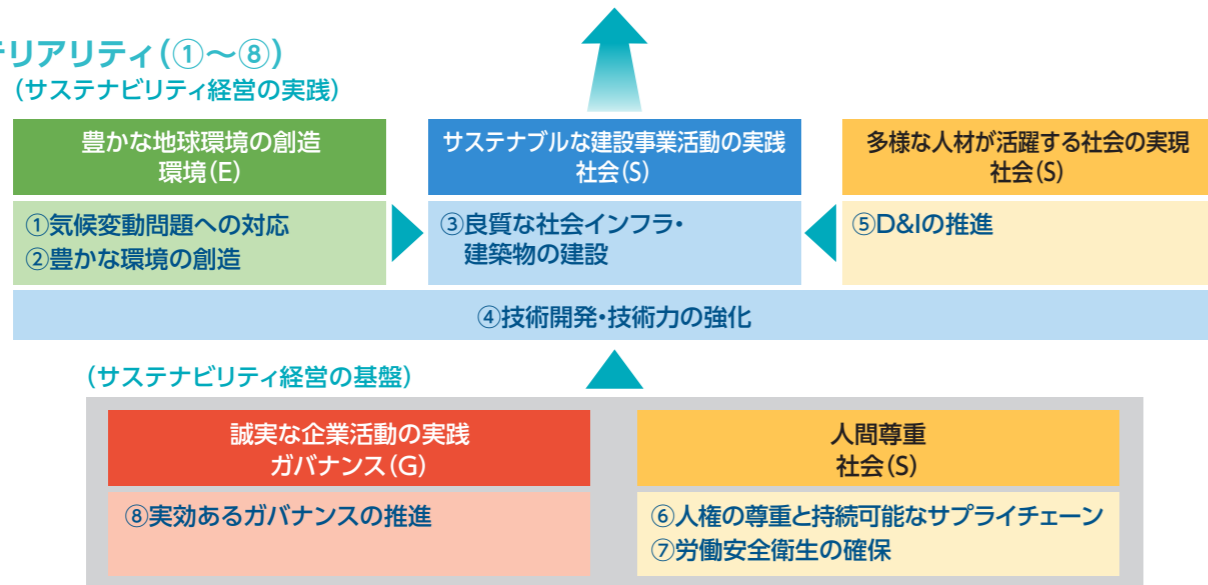 テリアリティ(①～⑧)
(サステナビリティ経営の実践)
豊かな地球環境の創造
環境(E)
サステナブルな建設事業活動の実践
社会(S)
多様な人材が活躍する社会の実現
社会(S)
①気候変動問題への対応
②豊かな環境の創造
③良質な社会インフラ・
建築物の建設
⑤D&Iの推進
④技術開発・技術力の強化
(サステナビリティ経営の基盤)
誠実な企業活動の実践
ガバナンス(G)
人間尊重
社会(S)
⑧実効あるガバナンスの推進
⑥人権の尊重と持続可能なサプライチェーン
⑦労働安全衛生の確保